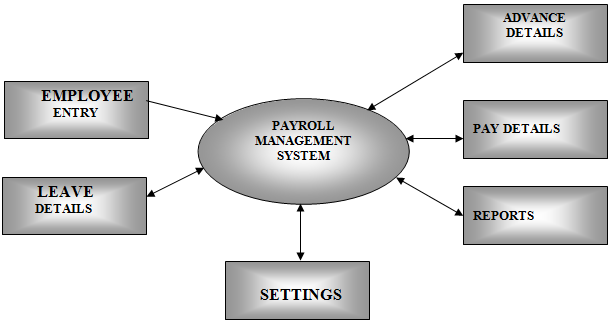 ADVANCE
DETAILS
EMPLOYEE
ENTRY
PAYROLL
MANAGEMENT
SYSTEM
PAY DETAILS
LEAVE
DETAILS
REPORTS
SETTINGS